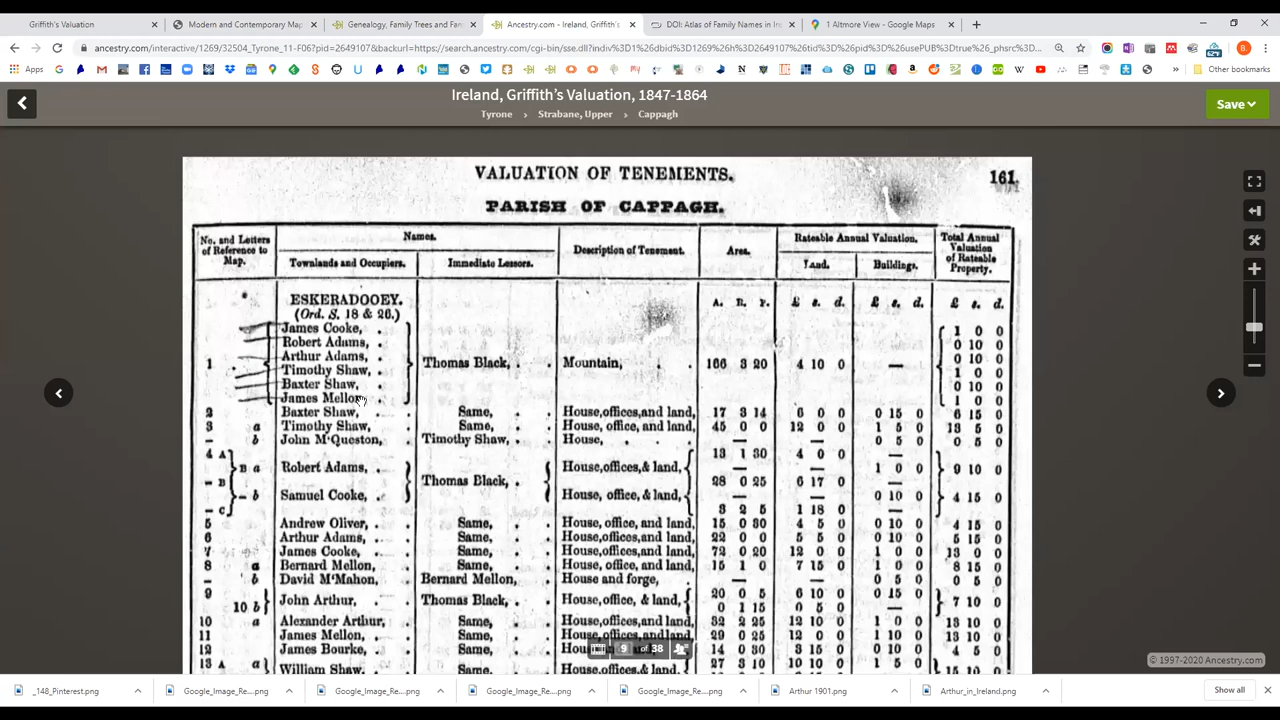 Griffith's Valuation
Modern and Contemporary Map
Genealogy, Family Trees and Fam
Ancestry.com - Ireland, Griffith's
DOI: Atlas of Family Names in Ire
1 Altmore View - Google Maps
ancestry.com/interactive/1269/32504_Tyrone_11-F06?pid=2649107&backurl=https://search.ancestry.com/cgi-bin/sse.dll?indiv%3D1%26dbid%3D1269%26h%3D2649107%26tid%3D%26pid%3D%26usePUB%3Dtrue%26_phsrc%3D...
Apps
Other bookmarks
Ireland, Griffith's Valuation, 1847-1864
Tyrone > Strabane, Upper > Cappagh
Save
VALUATION OF TENEMENTS.
161.
PARISH OF CAPPAGH.
No. and Letters of Reference to Map.
Names.
Townlands and Occupiers.
Immediate Lessors.
Description of Tenement.
Area.
Rateable Annual Valuation.
Land.
Buildings.
Total Annual Valuation of Rateable Property.
ESKERADOOEY.
(Ord. S. 18 & 26.)
A. R. P. £ s. d. £ s. d. £ s. d.
James Cooke, 1 0 0
Robert Adams, 0 10 0
Arthur Adams, 0 10 0
1 Thomas Black, Mountain, 166 3 20 4 10 0 —
Timothy Shaw, 1 0 0
Baxter Shaw, 0 10 0
James Mellon, 1 0 0
2 Baxter Shaw, Same, House, offices, and land, 17 3 14 6 0 0 0 15 0 6 15 0
3 a Timothy Shaw, Same, House, office, and land, 45 0 0 12 0 0 1 5 0 13 5 0
– b John M'Queston, Timothy Shaw, House, — — 0 5 0 0 5 0
4 A 13 1 30 4 0 0
B a Robert Adams, House, offices, & land, — — 1 0 0 9 10 0
– B Thomas Black, 28 0 25 6 17 0
– b Samuel Cooke, House, office, & land, — — 0 10 0 4 15 0
– C 3 2 5 1 18 0
5 Andrew Oliver, Same, House, office, and land, 15 0 30 4 5 0 0 10 0 4 15 0
6 Arthur Adams, Same, House, office, and land, 22 0 0 5 5 0 0 10 0 5 15 0
7 James Cooke, Same, House, offices, and land, 72 0 20 12 0 0 1 0 0 13 0 0
8 a Bernard Mellon, Same, House, offices, and land, 15 1 0 7 15 0 1 0 0 8 15 0
– b David M'Mahon, Bernard Mellon, House and forge, — — 0 5 0 0 5 0
9 20 0 5 6 10 0 0 15 0
10 b John Arthur, Thomas Black, House, office, & land, 0 1 15 0 5 0 — 7 10 0
10 a Alexander Arthur, Same, House, offices, and land, 32 2 25 12 10 0 1 0 0 13 10 0
11 James Mellon, Same, House, offices, and land, 29 0 25 12 0 0 1 10 0 13 10 0
12 James Bourke, Same, House, 14 0 30 3 15 0 0 10 0 4 5 0
13 A a William Shaw, House, offices, & land, 27 3 10 10 10 0 1 5 0
9 of 38
© 1997-2020 Ancestry.com
_148_Pinterest.png
Google_Image_Re....png
Google_Image_Re....png
Google_Image_Re....png
Google_Image_Re....png
Arthur 1901.png
Arthur_in_Ireland.png
Show all